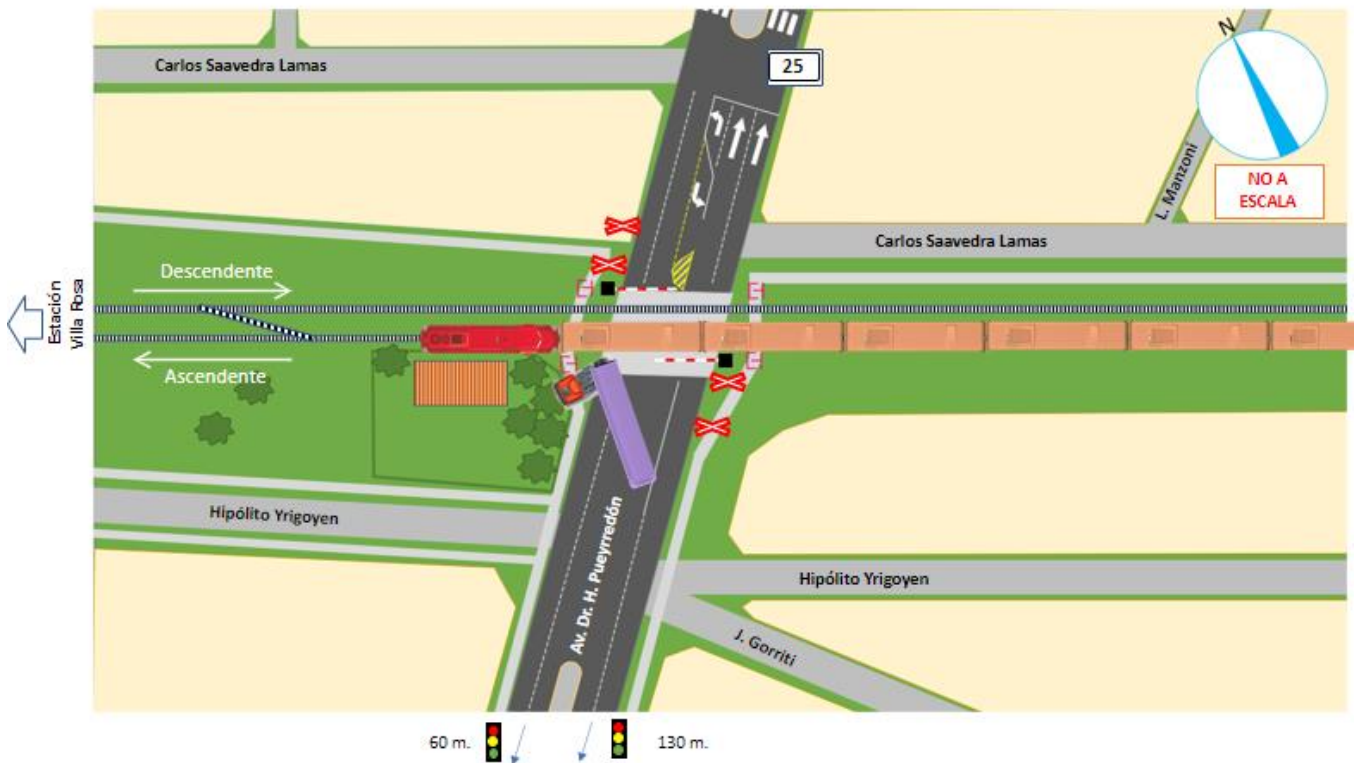 Carlos Saavedra Lamas
25
N
NO A
ESCALA
L. Manzoni
Carlos Saavedra Lamas
Descendente
Estación
Villa Rosa
Ascendente
Hipólito Yrigoyen
Av. Dr. H. Pueyrredón
Hipólito Yrigoyen
J. Gorriti
60 m.
130 m.